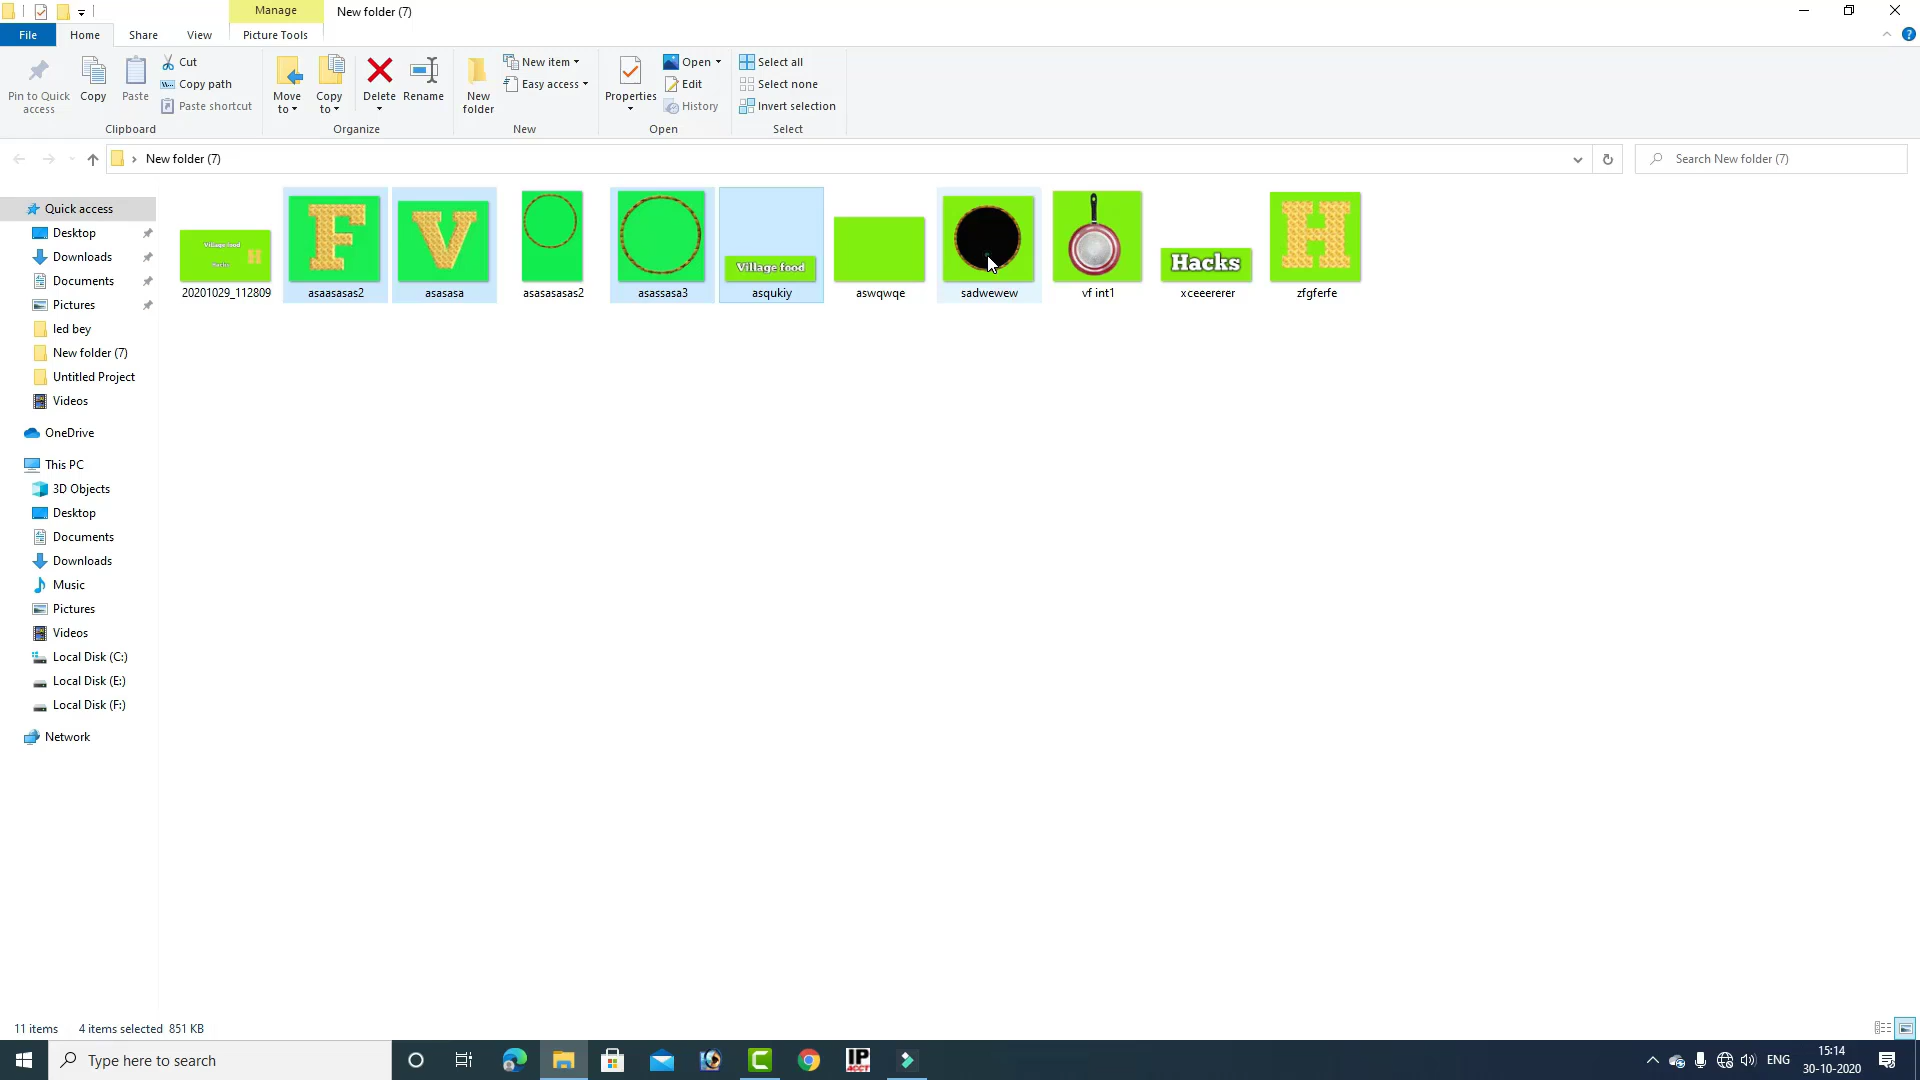 Manage
New folder (7)
File
Home
Share
View
Picture Tools
Pin to Quick access
Copy
Paste
Cut
Copy path
Paste shortcut
Clipboard
Move to
Copy to
Delete
Rename
Organize
New folder
New item
Easy access
New
Properties
Open
Edit
History
Open
Select all
Select none
Invert selection
Select
New folder (7)
Search New folder (7)
Quick access
Desktop
Downloads
Documents
Pictures
led bey
New folder (7)
Untitled Project
Videos
OneDrive
This PC
3D Objects
Desktop
Documents
Downloads
Music
Pictures
Videos
Local Disk (C:)
Local Disk (E:)
Local Disk (F:)
Network
Village food
H
Hacks
20201029_112809
F
asaasasas2
V
asasasa
asasasasas2
asassasa3
Village food
asqukiy
aswqwqe
sadwewew
vf int1
Hacks
xceeererer
H
zfgferfe
11 items
4 items selected 851 KB
Type here to search
IP
ACCT
ENG
15:14
30-10-2020